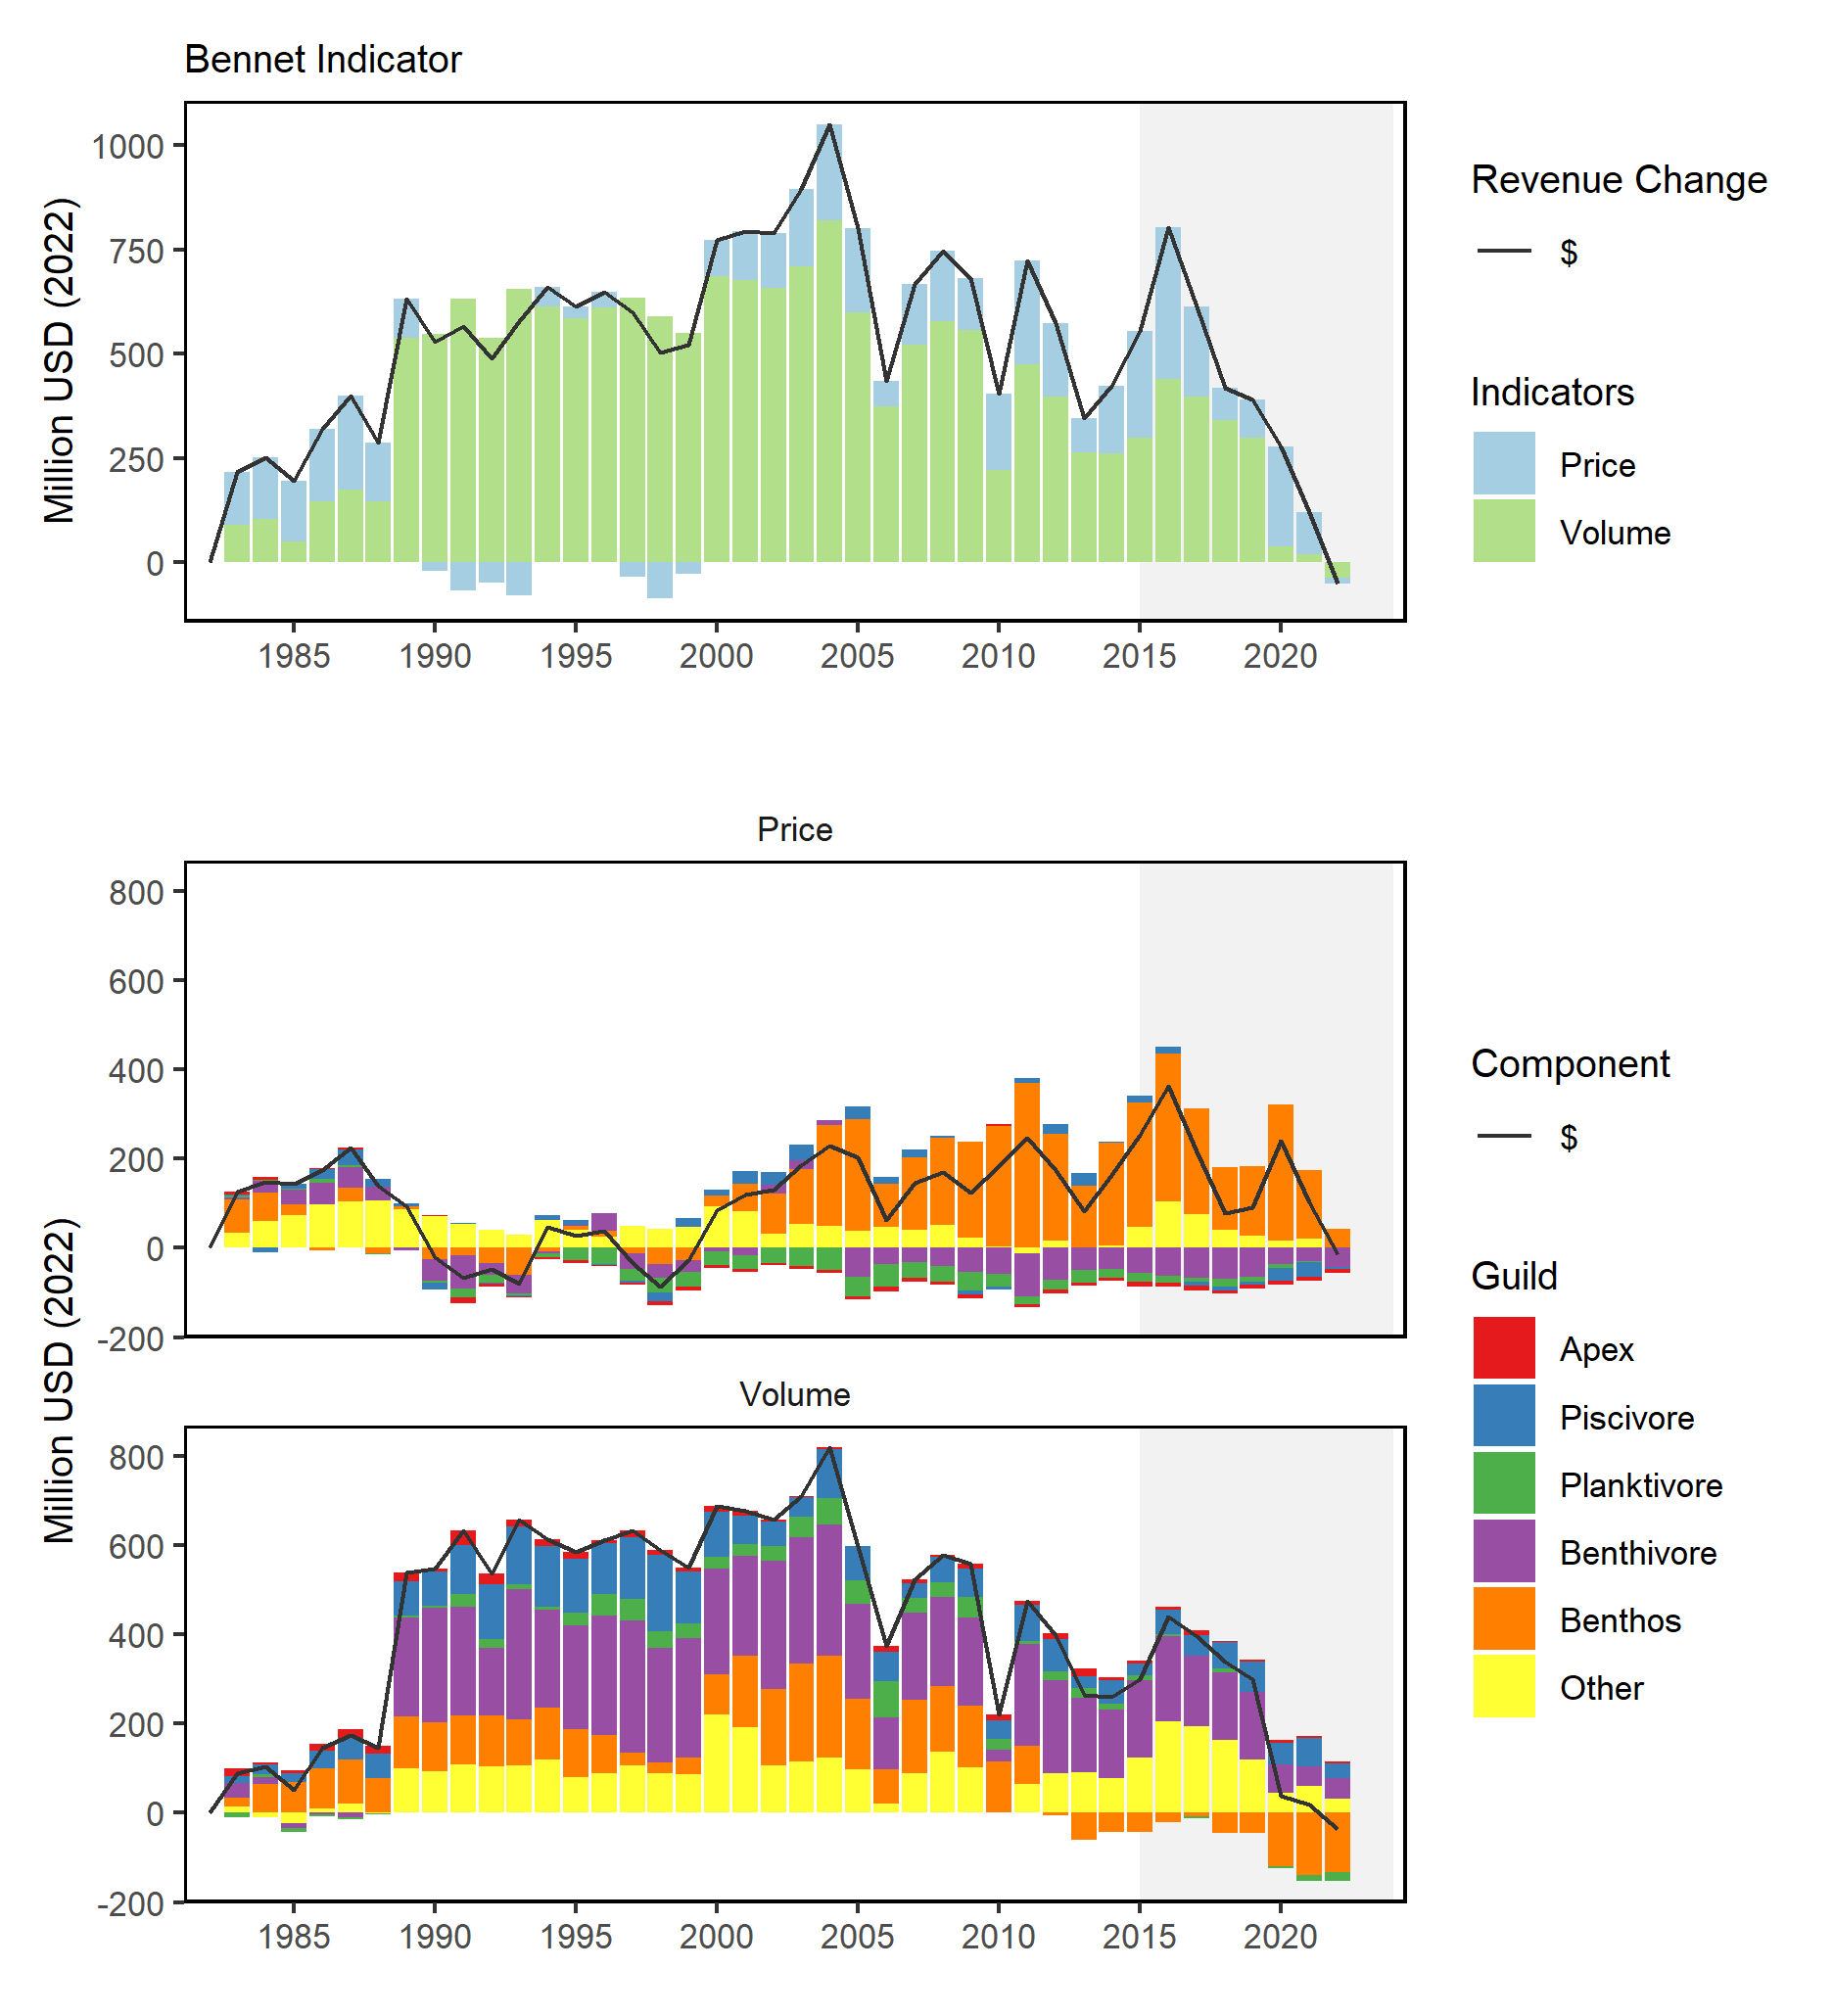 Bennet Indicator
Million USD (2022)
1000
750
500
250
0
1985 1990 1995 2000 2005 2010 2015 2020
Revenue Change
$
Indicators
Price
Volume
Price
Million USD (2022)
800
600
400
200
0
-200
Volume
800
600
400
200
0
-200
1985 1990 1995 2000 2005 2010 2015 2020
Component
$
Guild
Apex
Piscivore
Planktivore
Benthivore
Benthos
Other